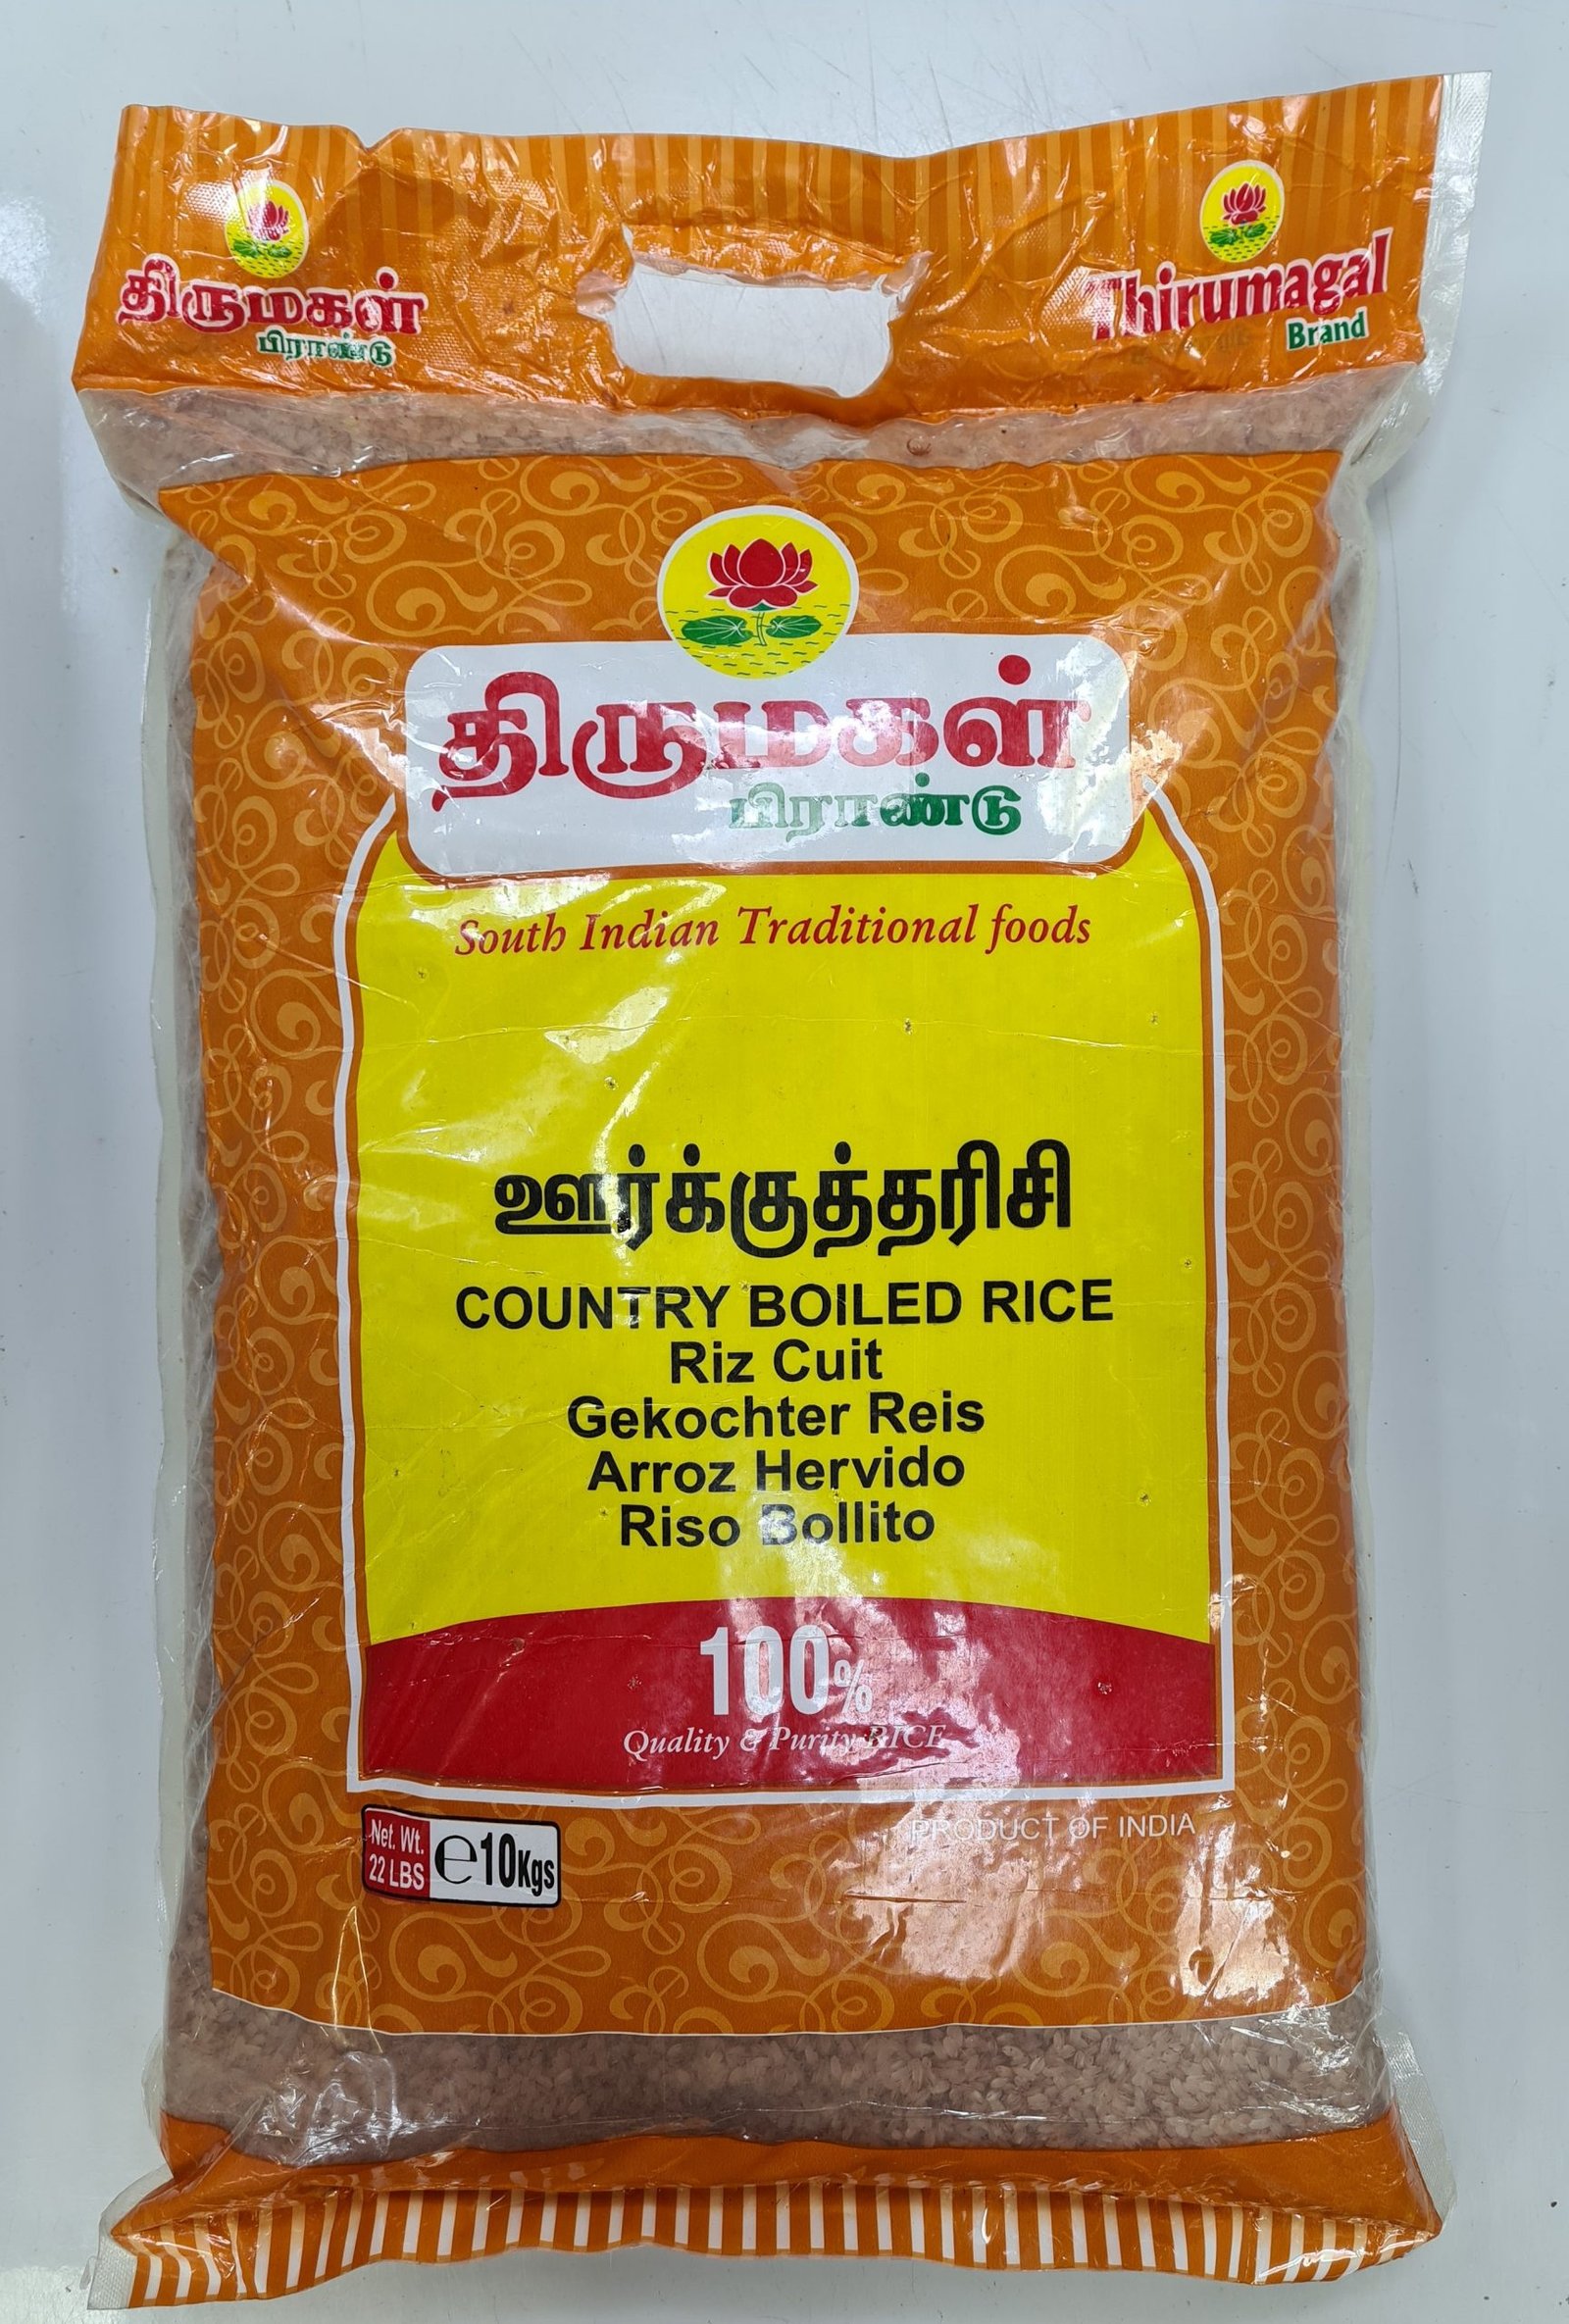 திருமகள்
பிராண்டு
Thirumagal
Brand
திருமகள்
பிராண்டு
South Indian Traditional foods
ஊர்க்குத்தரிசி
COUNTRY BOILED RICE
Riz Cuit
Gekochter Reis
Arroz Hervido
Riso Bollito
100%
Quality & Purity RICE
PRODUCT OF INDIA
Net. Wt.
22 LBS
℮10Kgs